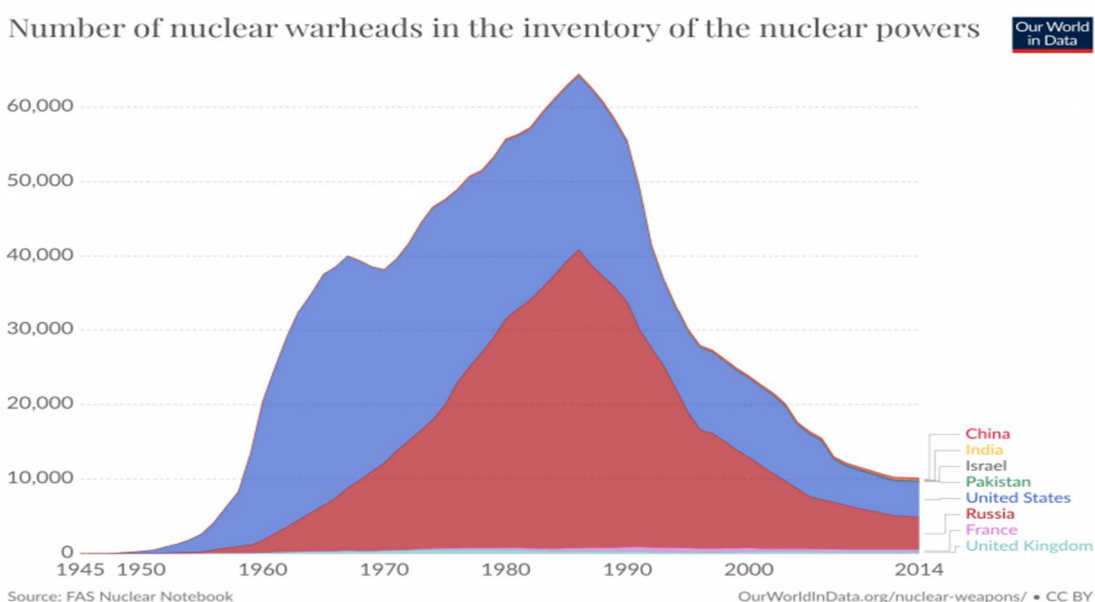 Number of nuclear warheads in the inventory of the nuclear powers
Our World
in Data
60,000
50,000
40,000
30,000
20,000
10,000
0
China
India
Israel
Pakistan
United States
Russia
France
United Kingdom
1945 1950 1960 1970 1980 1990 2000 2014
Source: FAS Nuclear Notebook OurWorldInData.org/nuclear-weapons/ • CC BY